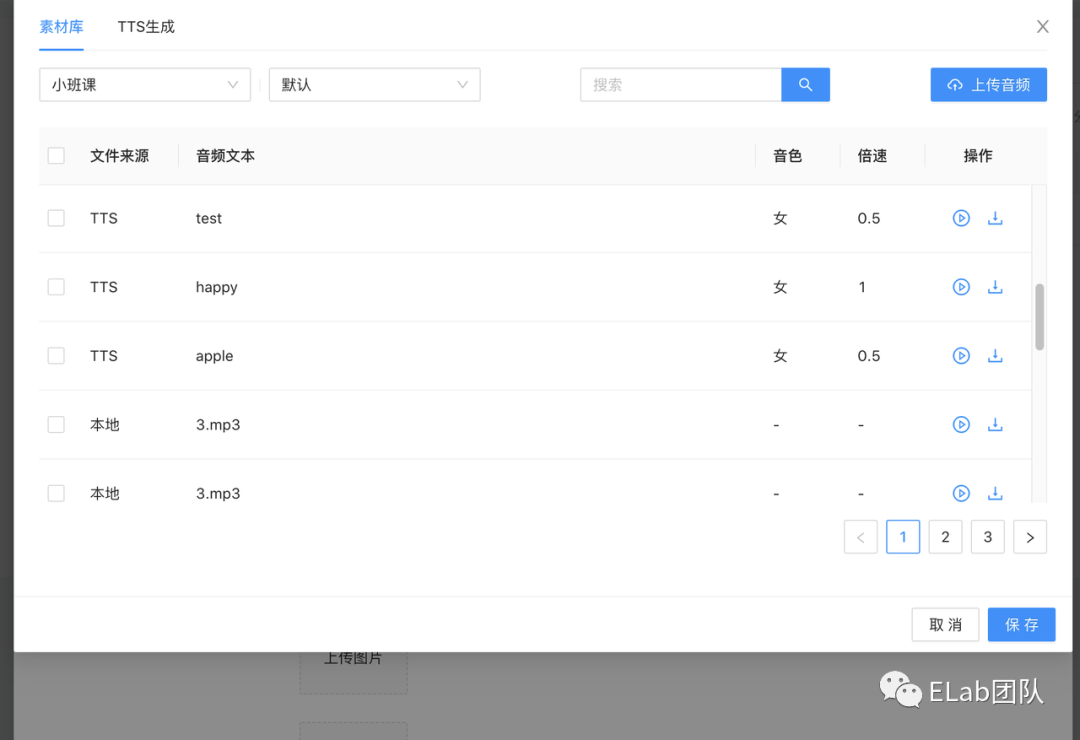 素材库 TTS生成
小班课 默认 搜索 上传音频
文件来源 音频文本 音色 倍速 操作
TTS test 女 0.5
TTS happy 女 1
TTS apple 女 0.5
本地 3.mp3 - -
本地 3.mp3 - -
< 1 2 3 >
取消 保存
上传图片
ELab团队